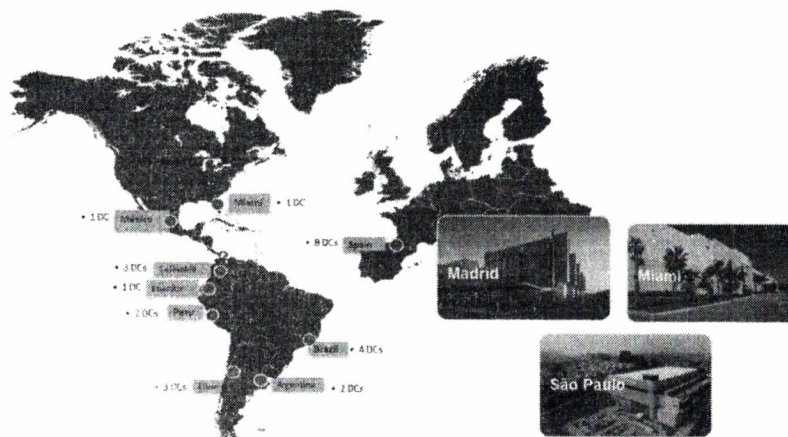 Miami • 1 DC
• 1 DC México
• 8 DCs Spain
Madrid
Miami
• 3 DCs Colombia
• 1 DC Ecuador
• 2 DCs Peru
Brazil • 4 DCs
São Paulo
• 3 DCs Chile
Argentina • 2 DCs